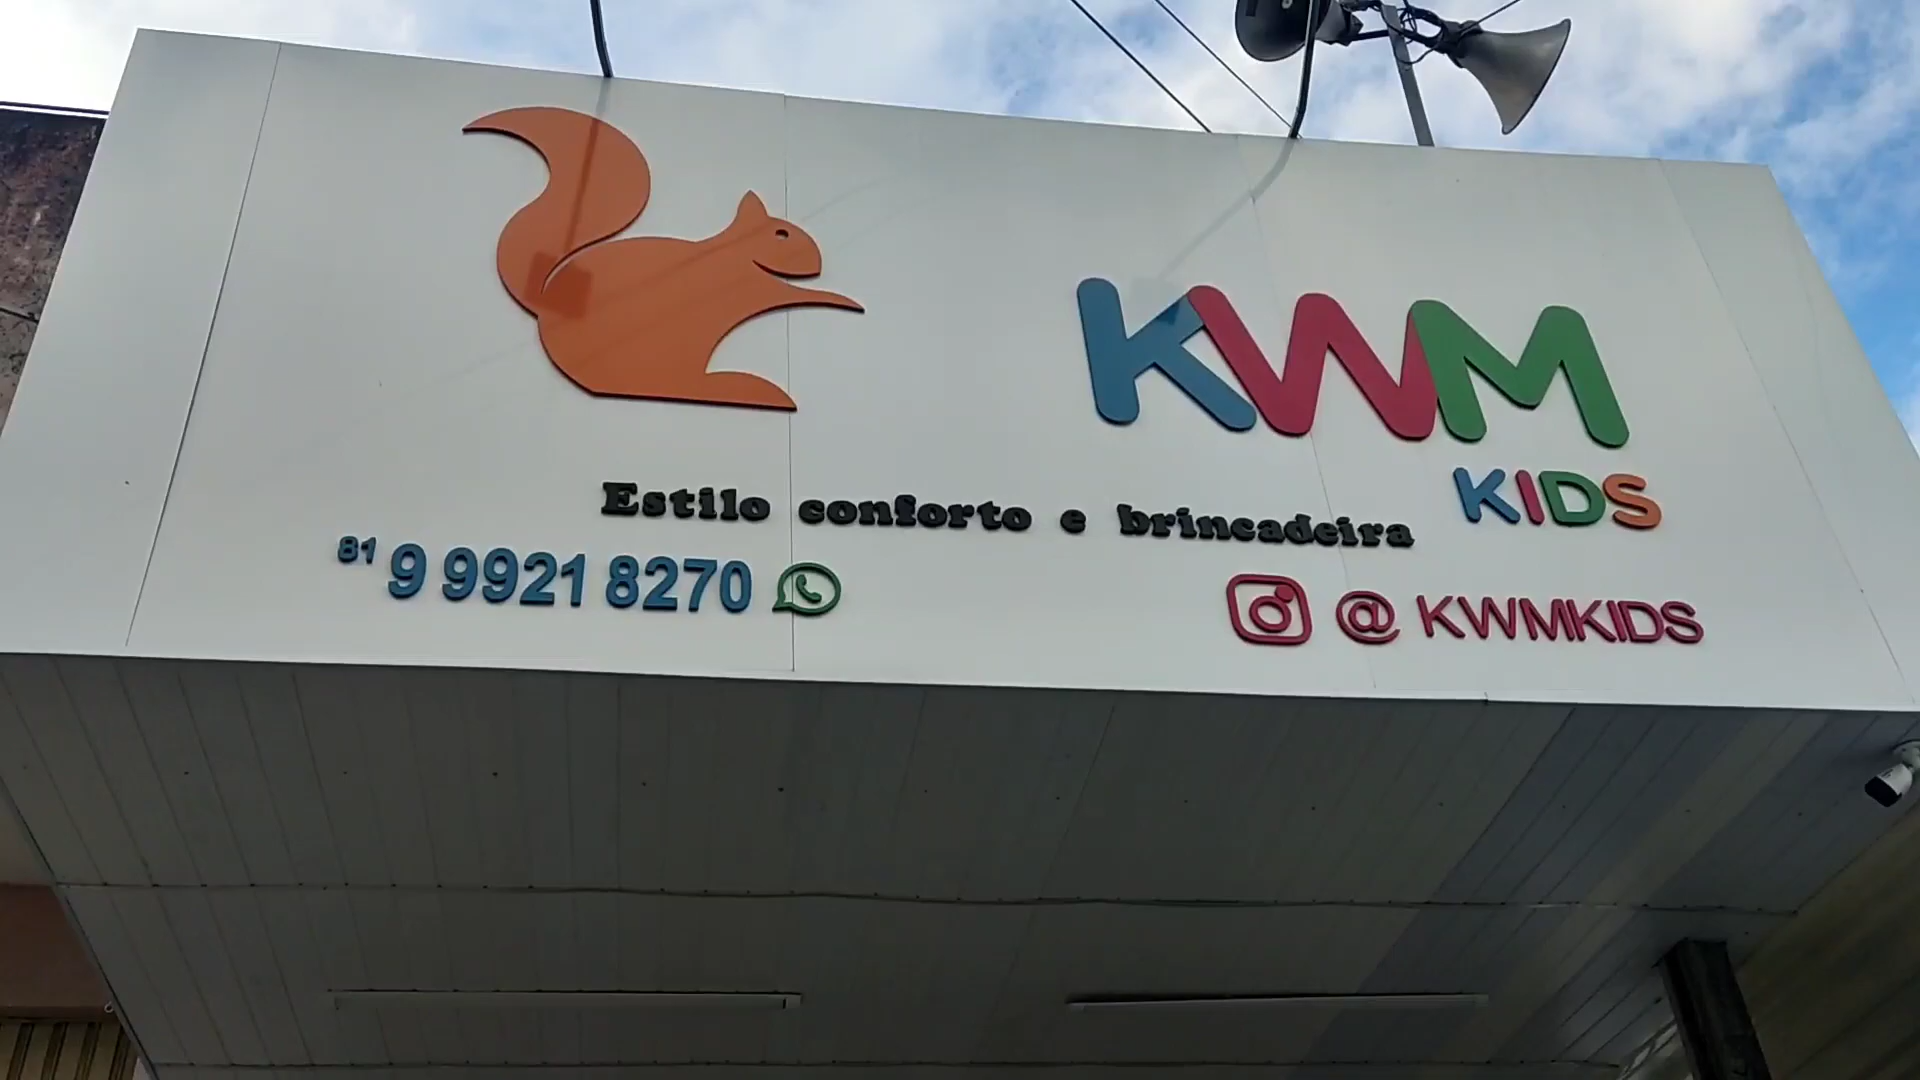 KWM
KIDS
Estilo conforto e brincadeira
81 9 9921 8270
@KWMKIDS